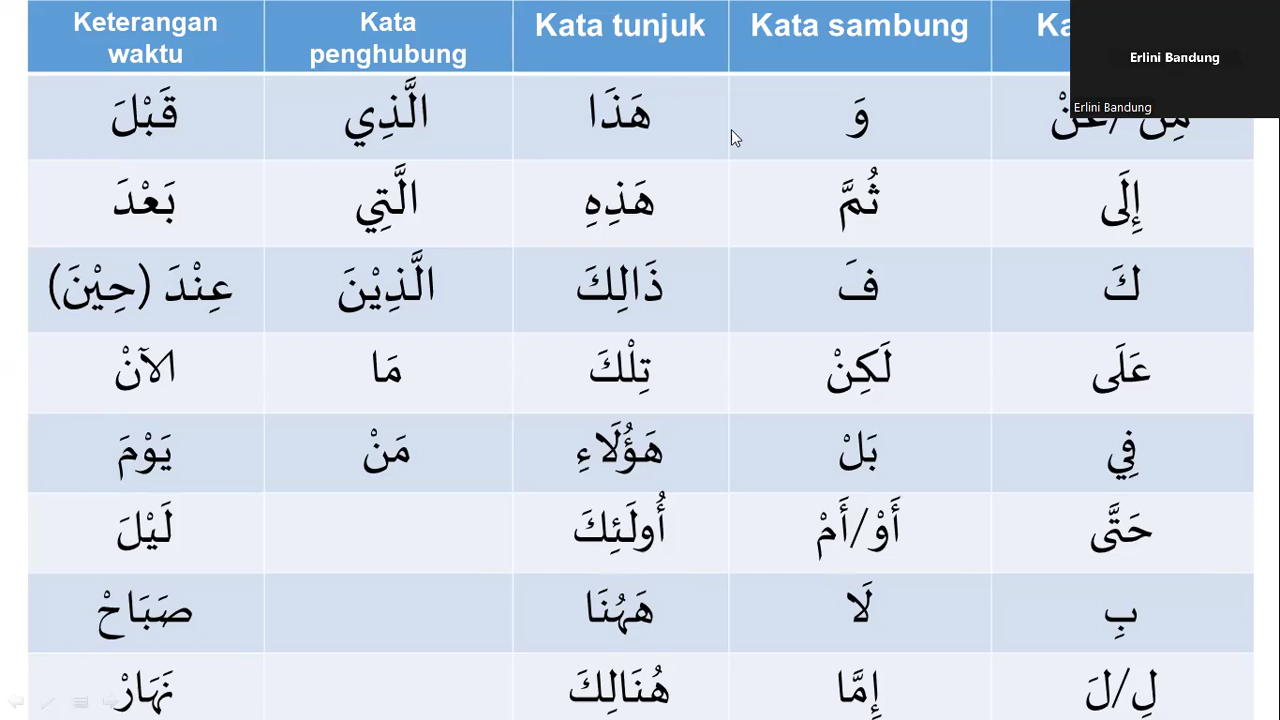 Keterangan waktu | Kata penghubung | Kata tunjuk | Kata sambung
Erlini Bandung
Erlini Bandung
قَبْلَ | الَّذِي | هَذَا | وَ | مِنْ/عَنْ
بَعْدَ | الَّتِي | هَذِهِ | ثُمَّ | إِلَى
عِنْدَ (حِيْنَ) | الَّذِيْنَ | ذَالِكَ | فَ | كَ
الآنْ | مَا | تِلْكَ | لَكِنْ | عَلَى
يَوْمَ | مَنْ | هَؤُلَاءِ | بَلْ | فِي
لَيْلَ | أُولَئِكَ | أَوْ/أَمْ | حَتَّى
صَبَاحْ | هَهُنَا | لَا | بِ
نَهَارْ | هُنَالِكَ | إِمَّا | لِ/لَ